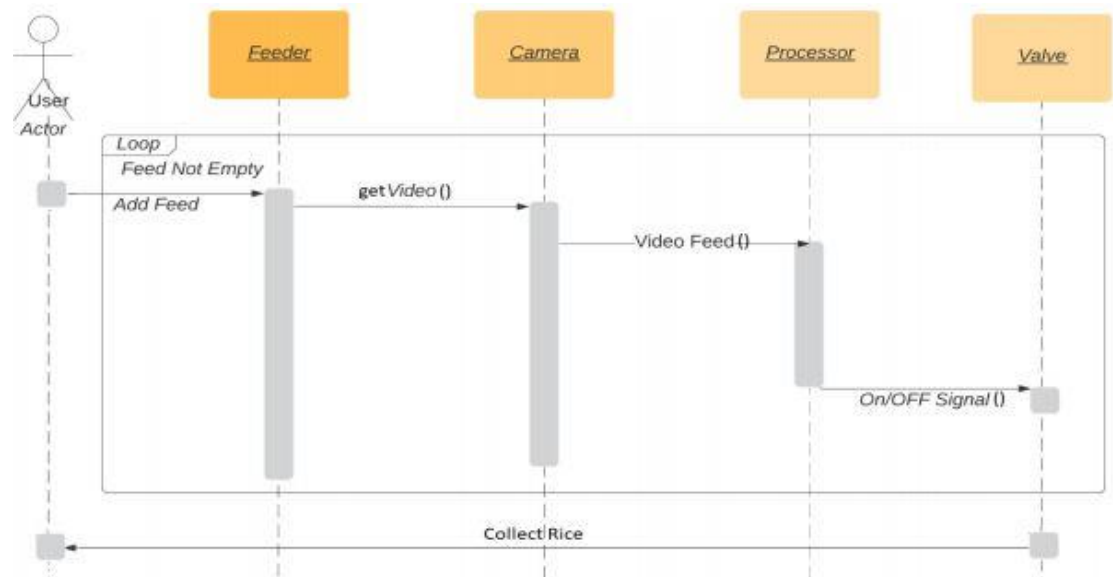 Feeder
Camera
Processor
Valve
User
Actor
Loop
Feed Not Empty
Add Feed
getVideo()
Video Feed()
On/OFF Signal()
Collect Rice